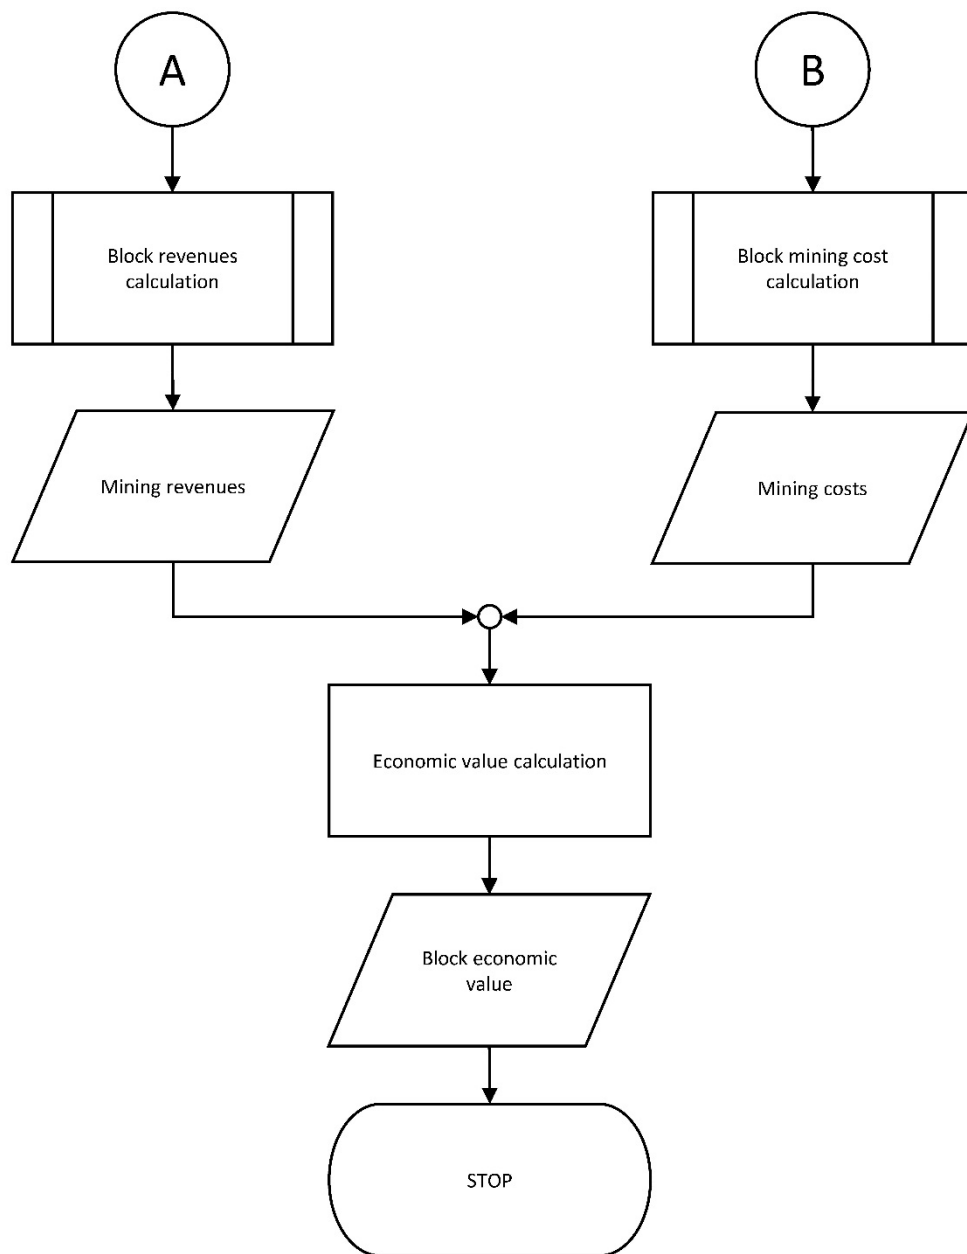 A
B
Block revenues
calculation
Block mining cost
calculation
Mining revenues
Mining costs
Economic value calculation
Block economic
value
STOP